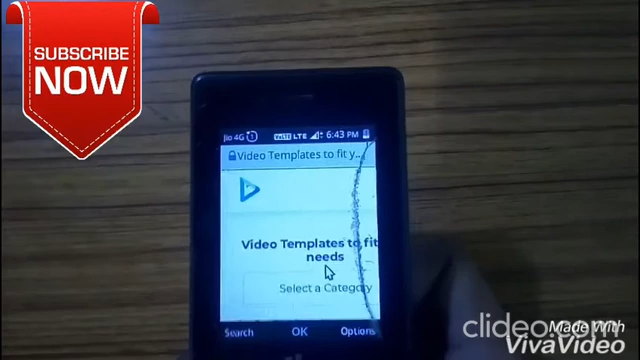 SUBSCRIBE
NOW
Jio 4G 1 VoLTE LTE 6:43 PM
Video Templates to fit y...
Video Templates to fit
needs
Select a Category
Search OK Options
clideo.com
Made With
VivaVideo